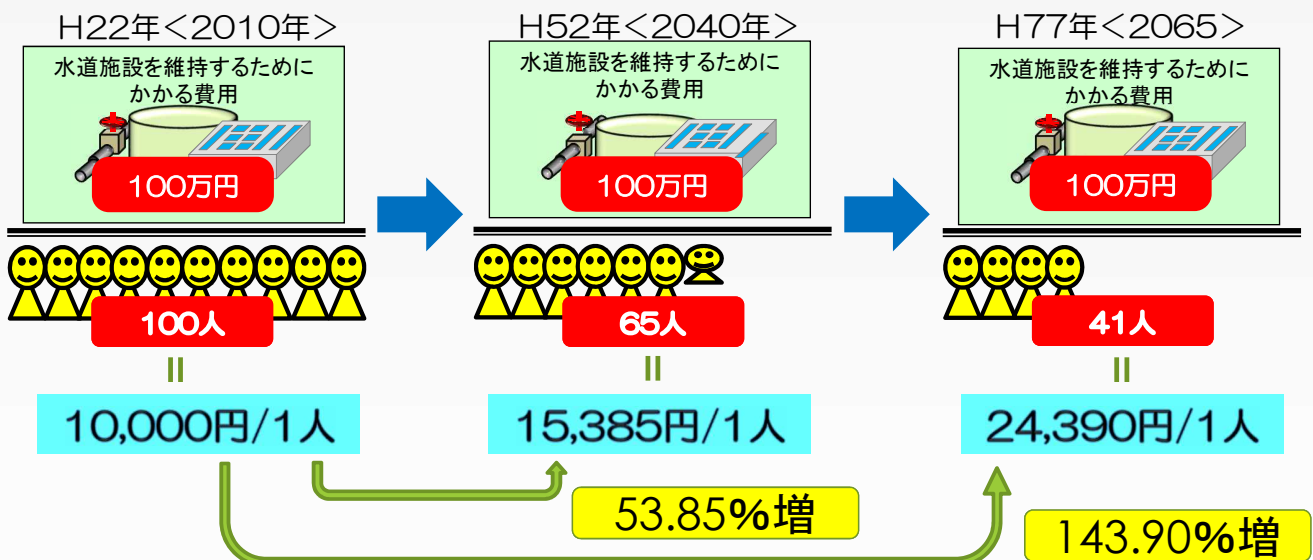 H22年<2010年>
水道施設を維持するために
かかる費用
100万円
100人
=
10,000円/1人
H52年<2040年>
水道施設を維持するために
かかる費用
100万円
65人
=
15,385円/1人
53.85%増
H77年<2065>
水道施設を維持するために
かかる費用
100万円
41人
=
24,390円/1人
143.90%増